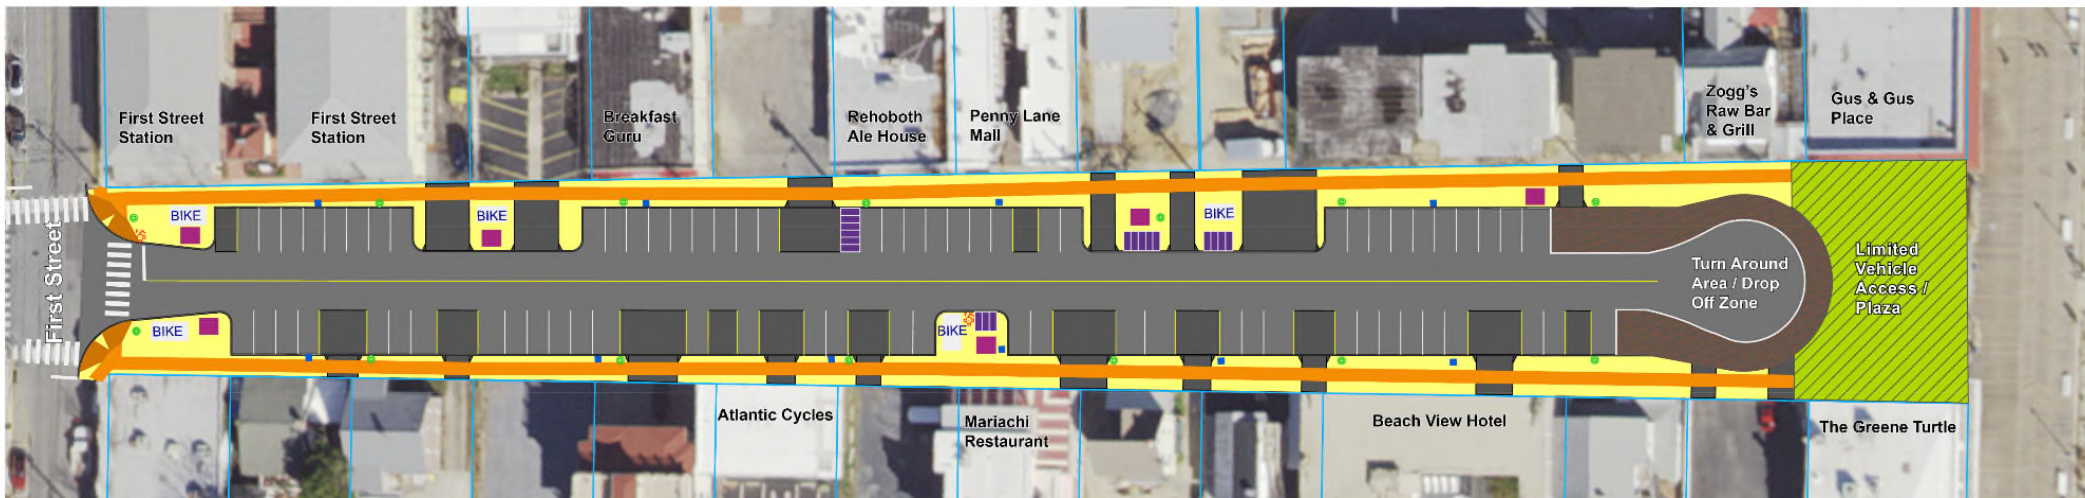 First Street
Station
First Street
Station
Breakfast
Guru
Rehoboth
Ale House
Penny Lane
Mall
Zogg's
Raw Bar
& Grill
Gus & Gus
Place
BIKE
BIKE
BIKE
First Street
Turn Around
Area / Drop
Off Zone
Limited
Vehicle
Access /
Plaza
BIKE
BIKE
Atlantic Cycles
Mariachi
Restaurant
Beach View Hotel
The Greene Turtle